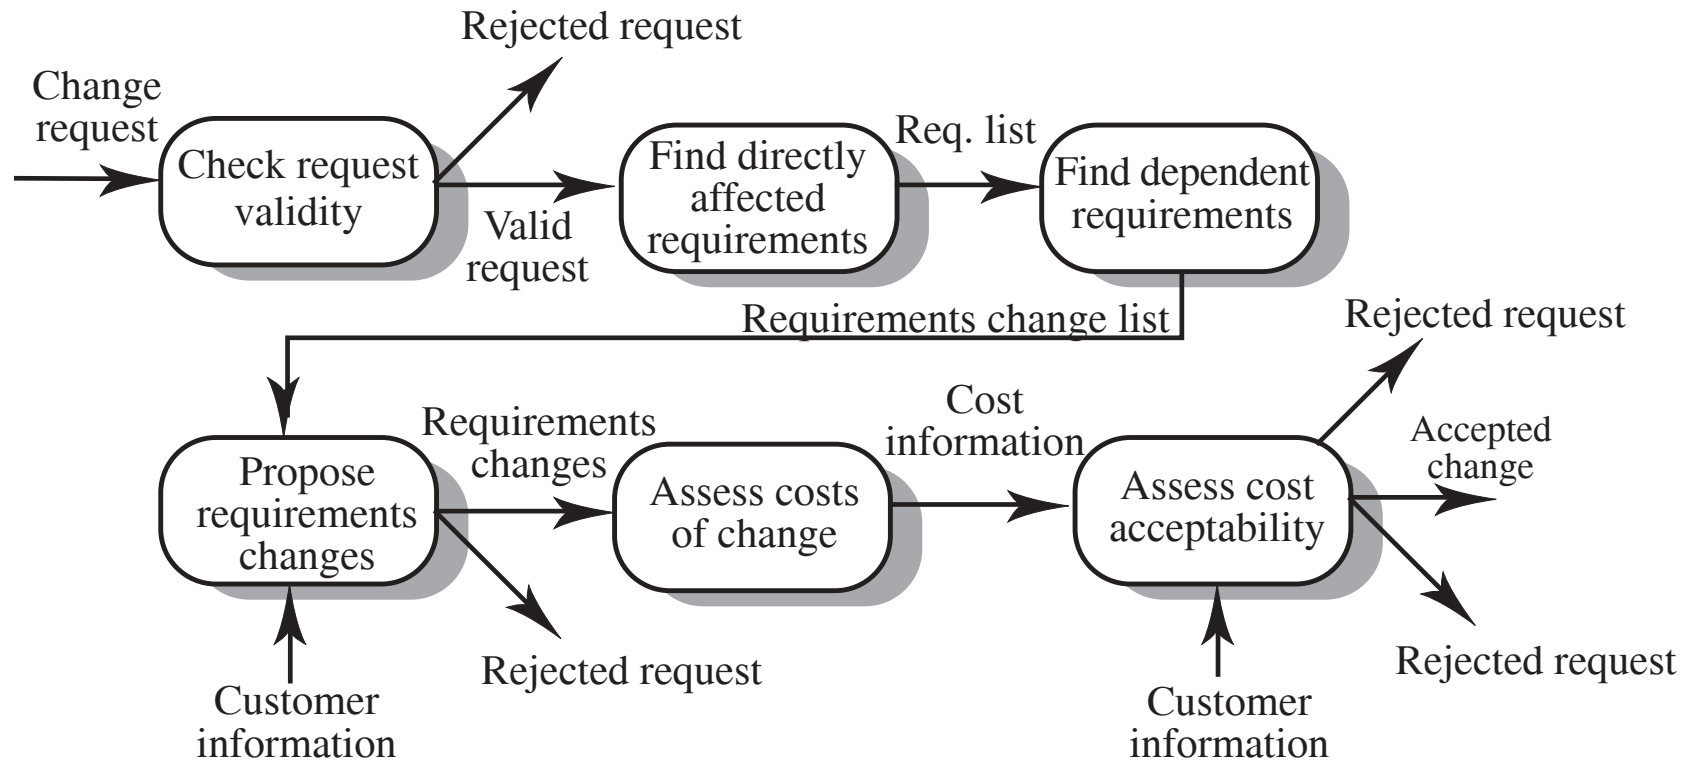 Rejected request
Change
request
Check request
validity
Valid
request
Find directly
affected
requirements
Req. list
Find dependent
requirements
Requirements change list
Rejected request
Propose
requirements
changes
Requirements
changes
Assess costs
of change
Cost
information
Assess cost
acceptability
Accepted
change
Rejected request
Customer
information
Customer
information
Rejected request